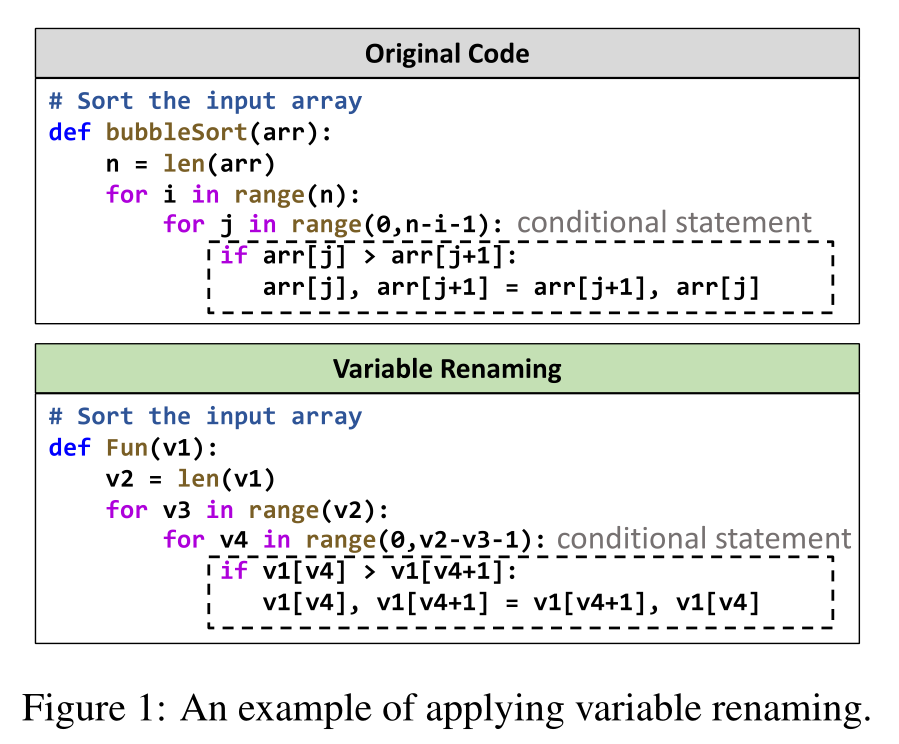 Original Code
# Sort the input array
def bubbleSort(arr):
    n = len(arr)
    for i in range(n):
        for j in range(0,n-i-1): conditional statement
            if arr[j] > arr[j+1]:
               arr[j], arr[j+1] = arr[j+1], arr[j]
Variable Renaming
# Sort the input array
def Fun(v1):
    v2 = len(v1)
    for v3 in range(v2):
        for v4 in range(0,v2-v3-1): conditional statement
            if v1[v4] > v1[v4+1]:
               v1[v4], v1[v4+1] = v1[v4+1], v1[v4]
Figure 1: An example of applying variable renaming.